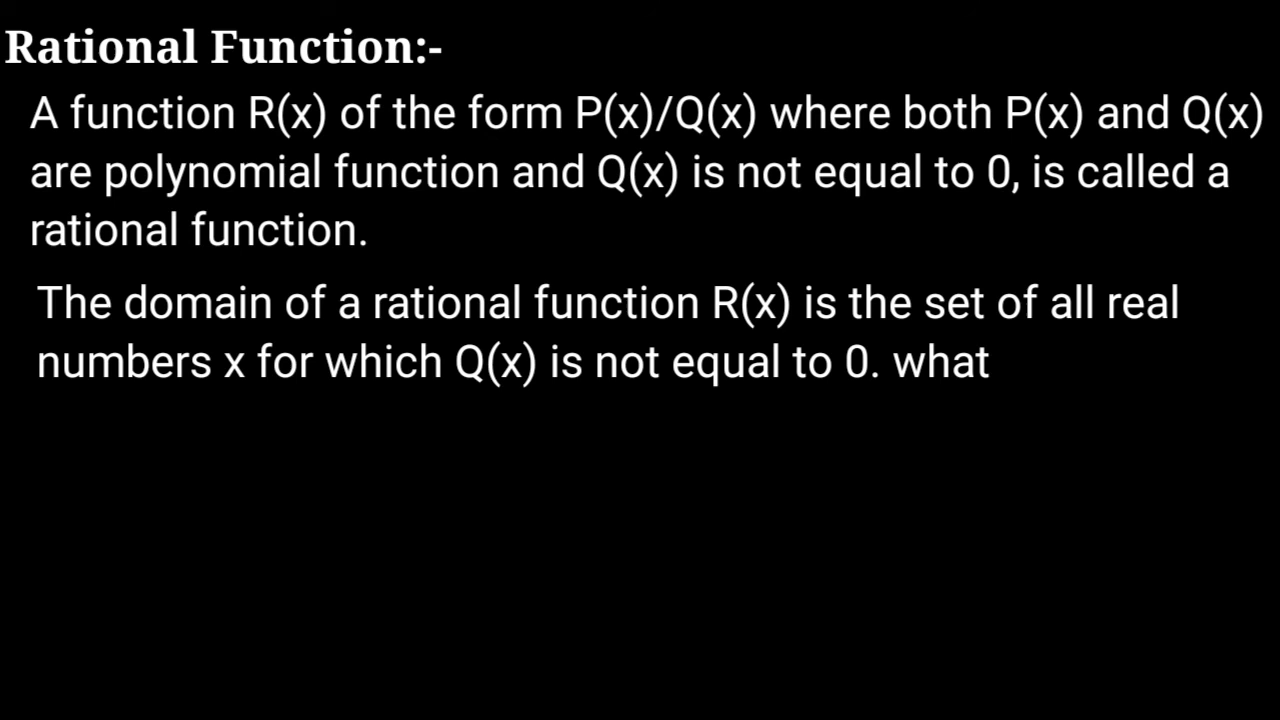 Rational Function:-
A function R(x) of the form P(x)/Q(x) where both P(x) and Q(x)
are polynomial function and Q(x) is not equal to 0, is called a
rational function.
The domain of a rational function R(x) is the set of all real
numbers x for which Q(x) is not equal to 0. what